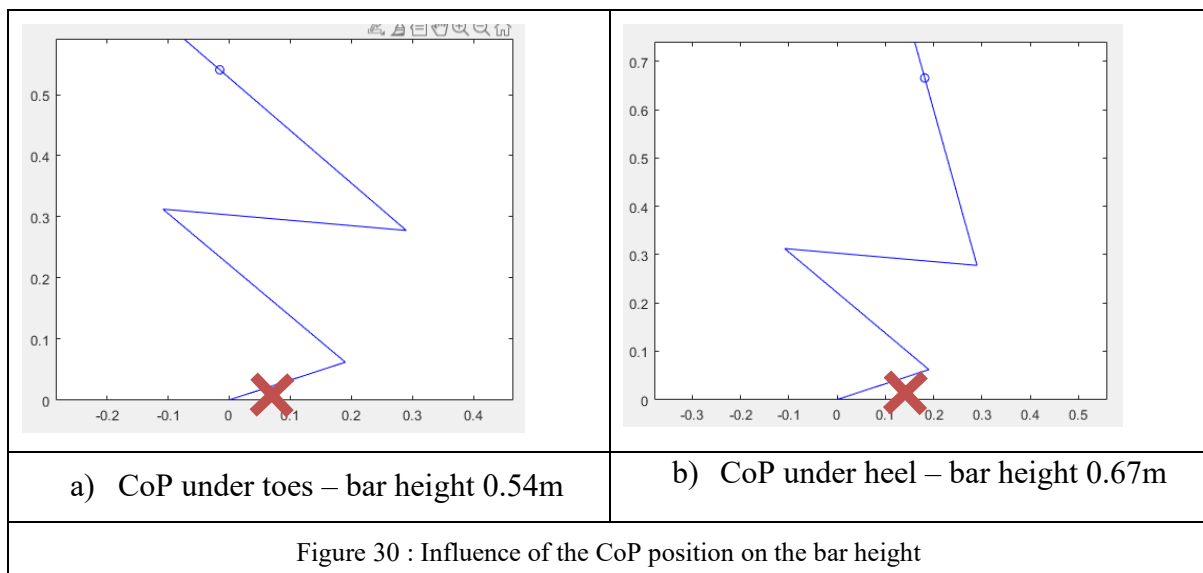 0.5
0.4
0.3
0.2
0.1
0
-0.2 -0.1 0 0.1 0.2 0.3 0.4
0.7
0.6
0.5
0.4
0.3
0.2
0.1
0
-0.3 -0.2 -0.1 0 0.1 0.2 0.3 0.4 0.5
a) CoP under toes – bar height 0.54m
b) CoP under heel – bar height 0.67m
Figure 30 : Influence of the CoP position on the bar height